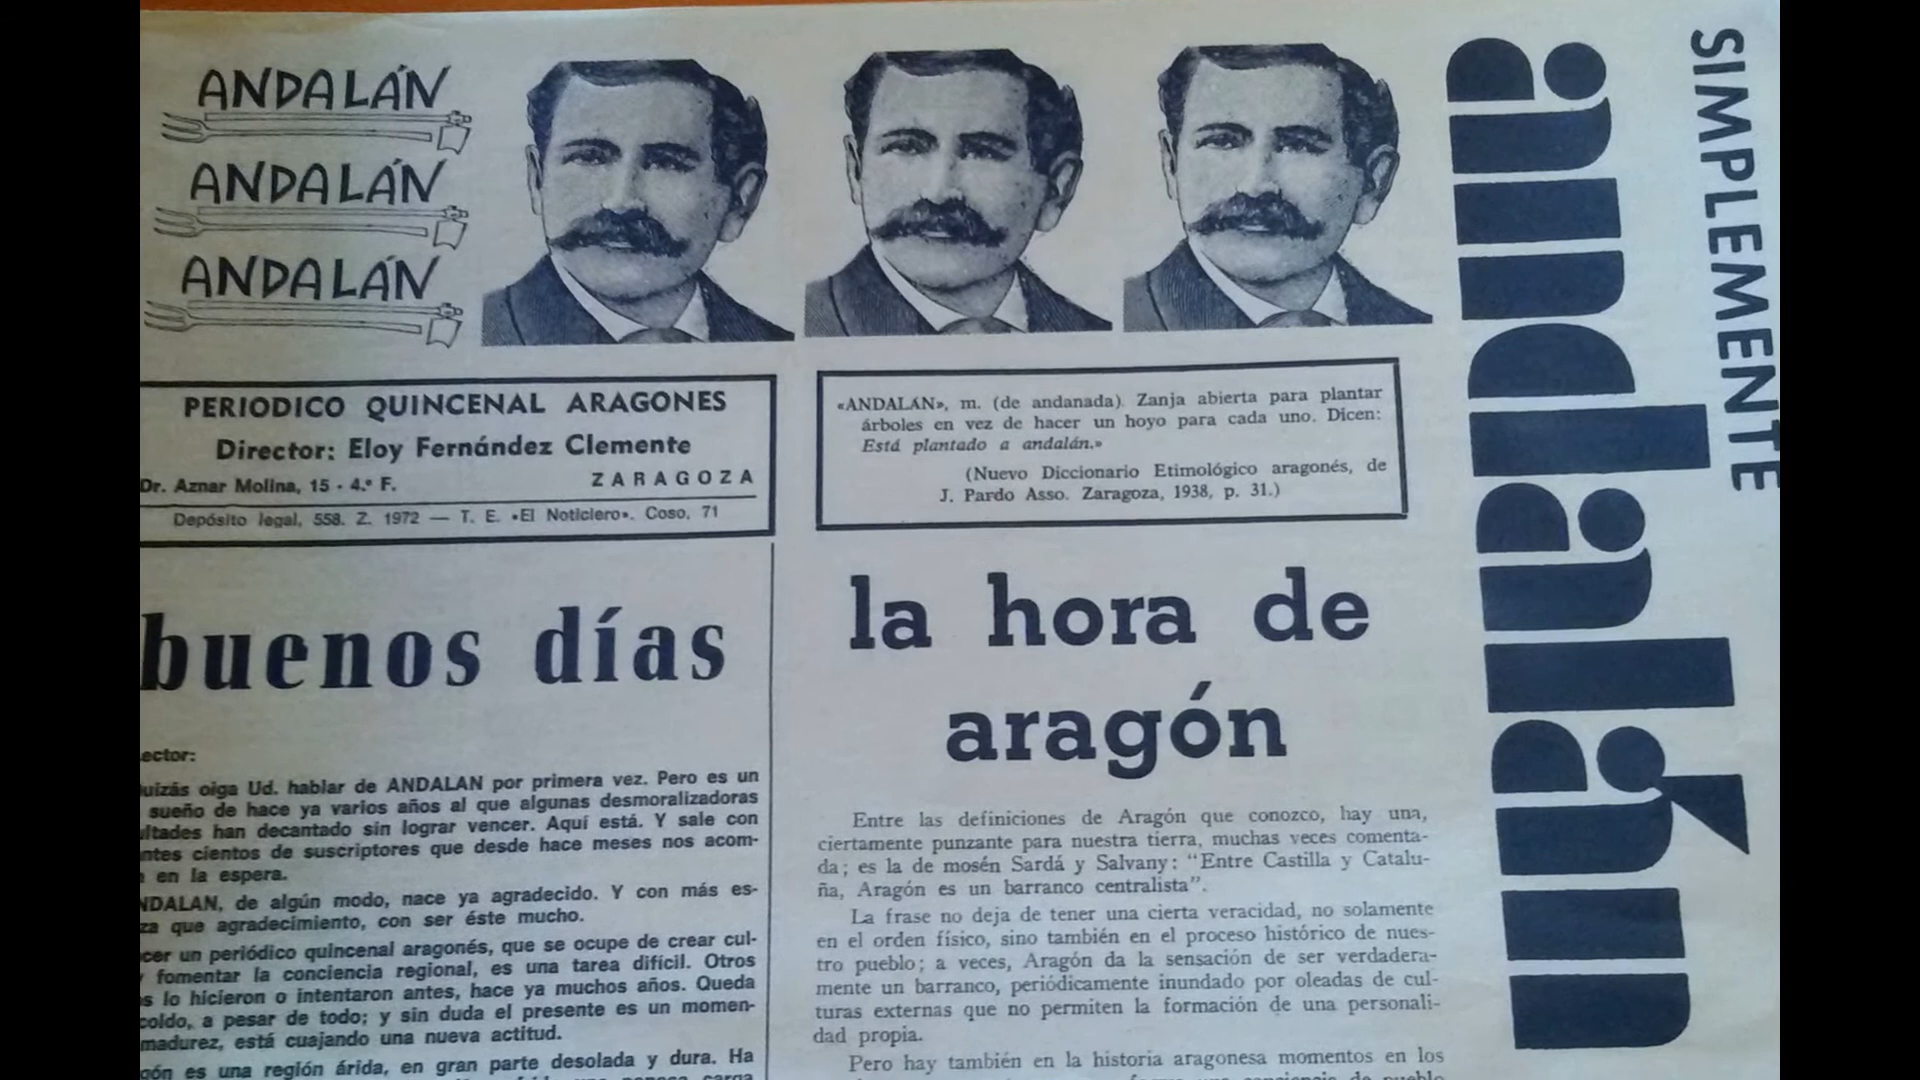 ANDALÁN
ANDALÁN
ANDALÁN
PERIODICO QUINCENAL ARAGONES
Director: Eloy Fernández Clemente
Dr. Aznar Molina, 15 - 4.º F. ZARAGOZA
Depósito legal, 558. Z. 1972 — T. E. «El Noticiero». Coso, 71
«ANDALÁN», m. (de andanada). Zanja abierta para plantar
árboles en vez de hacer un hoyo para cada uno. Dicen:
Está plantado a andalán.»
(Nuevo Diccionario Etimológico aragonés, de
J. Pardo Asso. Zaragoza, 1938, p. 31.)
SIMPLEMENTE
andalán
buenos días
ector:
uizás oiga Ud. hablar de ANDALAN por primera vez. Pero es un
sueño de hace ya varios años al que algunas desmoralizadoras
ultades han decantado sin lograr vencer. Aquí está. Y sale con
ntes cientos de suscriptores que desde hace meses nos acom-
en la espera.
NDALAN, de algún modo, nace ya agradecido. Y con más es-
za que agradecimiento, con ser éste mucho.
cer un periódico quincenal aragonés, que se ocupe de crear cul-
fomentar la conciencia regional, es una tarea difícil. Otros
s lo hicieron o intentaron antes, hace ya muchos años. Queda
coldo, a pesar de todo; y sin duda el presente es un momen-
madurez, está cuajando una nueva actitud.
gón es una región árida, en gran parte desolada y dura. Ha
la hora de
aragón
Entre las definiciones de Aragón que conozco, hay una,
ciertamente punzante para nuestra tierra, muchas veces comenta-
da; es la de mosén Sardá y Salvany: "Entre Castilla y Catalu-
ña, Aragón es un barranco centralista".
La frase no deja de tener una cierta veracidad, no solamente
en el orden físico, sino también en el proceso histórico de nues-
tro pueblo; a veces, Aragón da la sensación de ser verdadera-
mente un barranco, periódicamente inundado por oleadas de cul-
turas externas que no permiten la formación de una personali-
dad propia.
Pero hay también en la historia aragonesa momentos en los